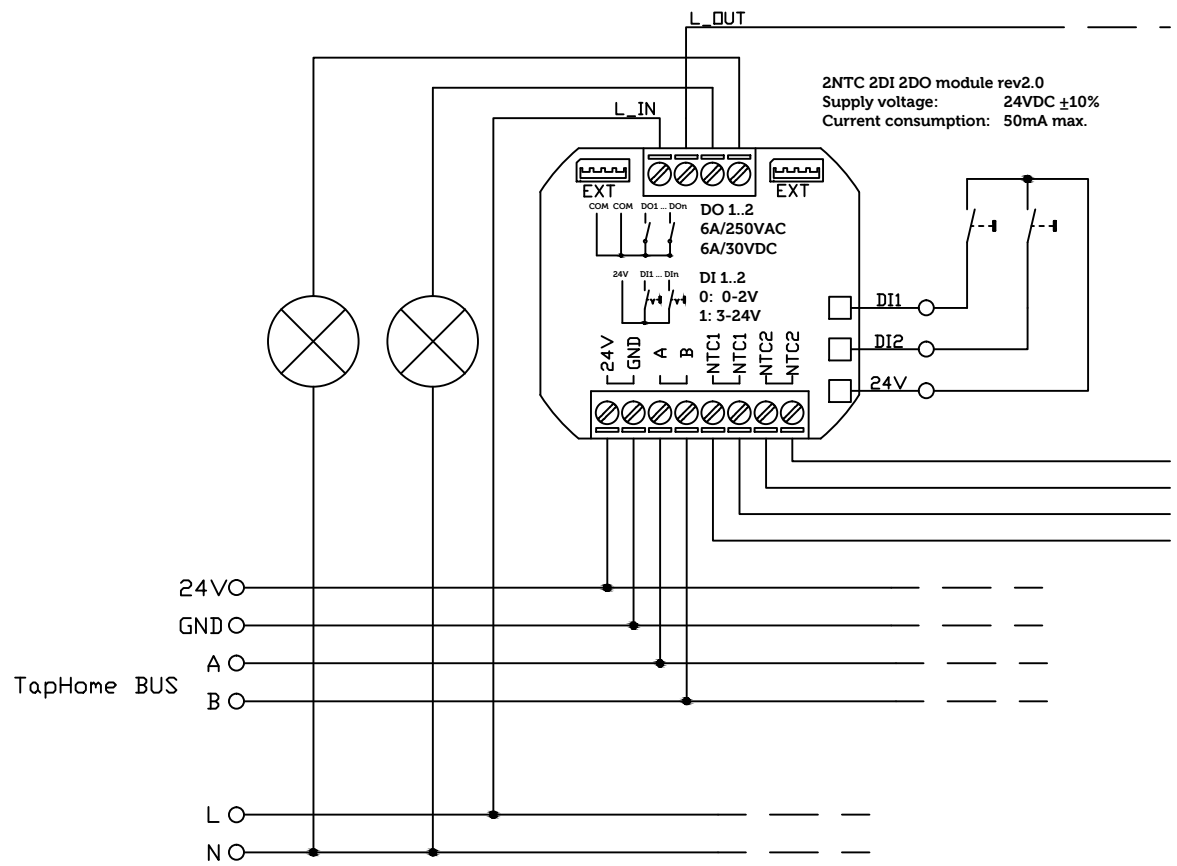 L_OUT
2NTC 2DI 2DO module rev2.0
Supply voltage: 24VDC ±10%
Current consumption: 50mA max.
L_IN
EXT
EXT
COM COM DO1 ... DOn
DO 1..2
6A/250VAC
6A/30VDC
24V DI1 ... DIn
DI 1..2
0: 0-2V
1: 3-24V
DI1
DI2
24V
24V
GND
A
B
NTC1
NTC1
NTC2
NTC2
24V
GND
A
TapHome BUS
B
L
N